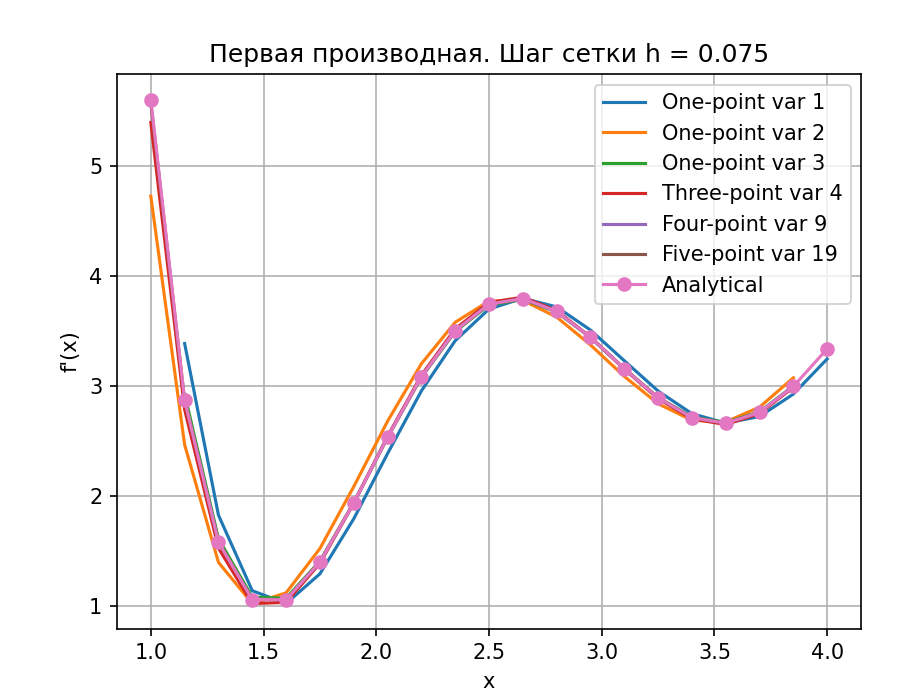 Первая производная. Шаг сетки h = 0.075
f'(x)
5
4
3
2
1
One-point var 1
One-point var 2
One-point var 3
Three-point var 4
Four-point var 9
Five-point var 19
Analytical
1.0 1.5 2.0 2.5 3.0 3.5 4.0
x